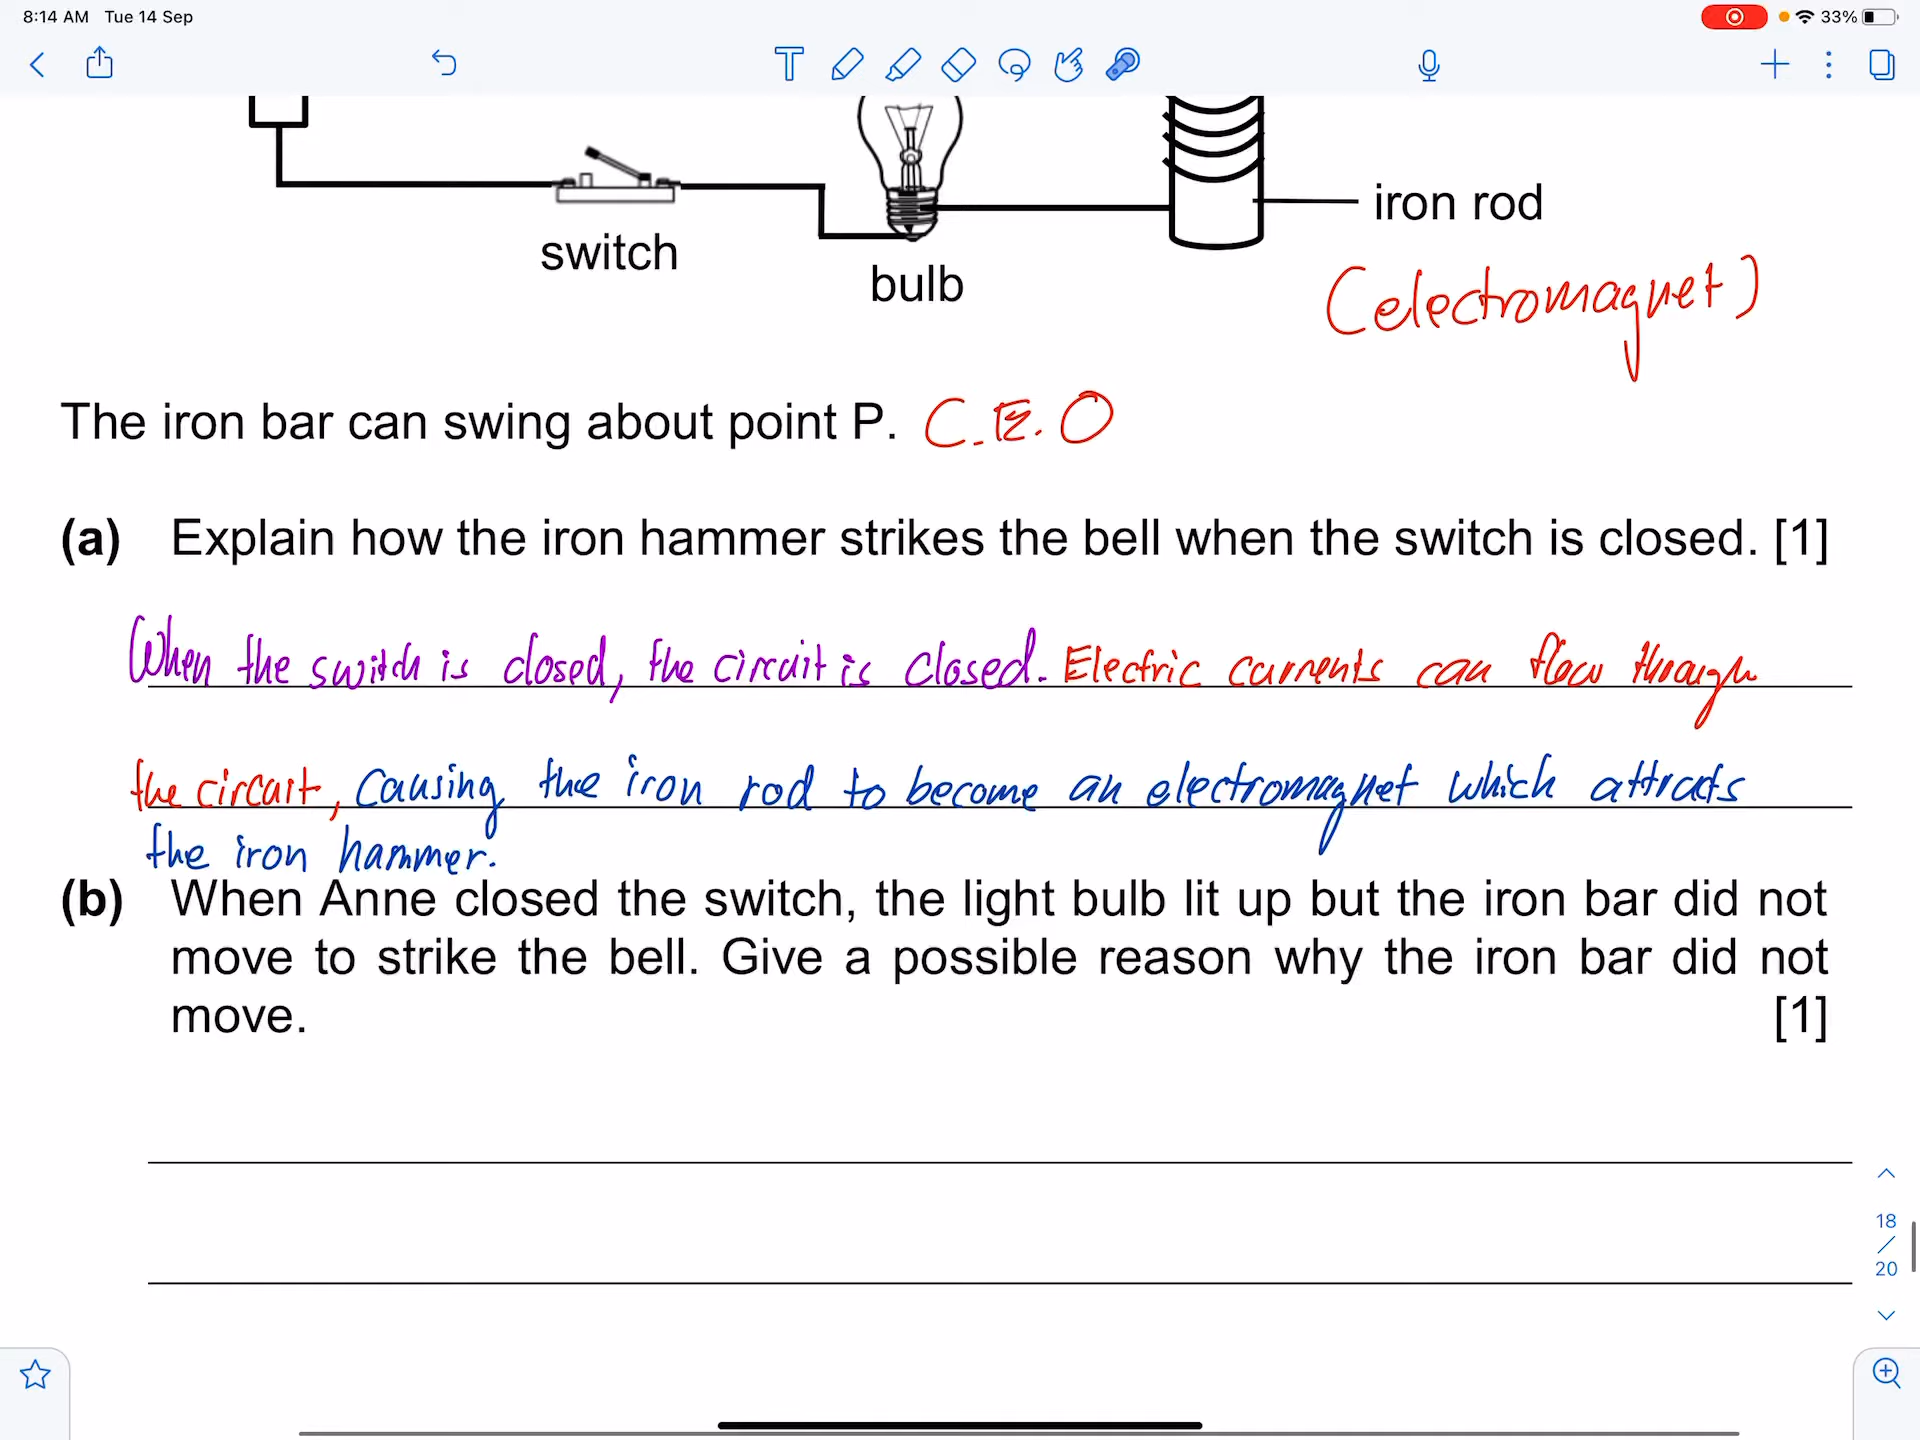 8:14 AM Tue 14 Sep
33%
switch
bulb
iron rod
(electromagnet)
The iron bar can swing about point P. C.E.O
(a) Explain how the iron hammer strikes the bell when the switch is closed. [1]
When the switch is closed, the circuit is closed. Electric currents can flow through
the circuit, causing the iron rod to become an electromagnet which attracts
the iron hammer.
(b) When Anne closed the switch, the light bulb lit up but the iron bar did not
move to strike the bell. Give a possible reason why the iron bar did not
move. [1]
18
/
20